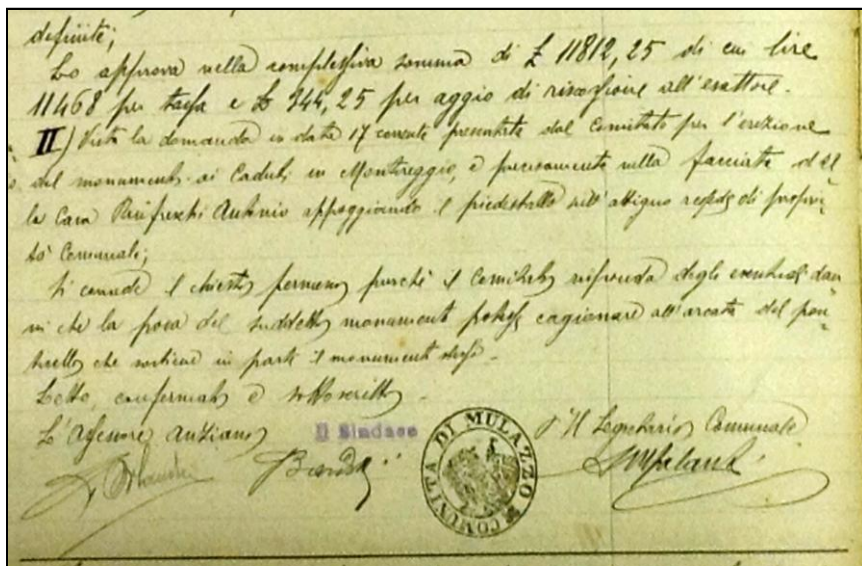 definite;
Lo approva nella complessiva somma di £ 11812,25 di cui lire
11468 per tassa e £ 344,25 per aggio di riscossione all'esattore.
II) Vista la domanda in data 17 corrente presentata dal Comitato per l'erezione
del monumento ai Caduti in Montereggio, e precisamente nella facciata del
la Casa Antonio appoggiando il piedestallo sull'attiguo di propri-
tà Comunale;
Si concede il chiesto permesso purchè il Comitato risponda degli eventuali dan-
ni che la posa del suddetto monumento potesse cagionare all'arcata del pon-
ticello che sostiene in parte il monumento stesso.
Letto, confermato e sottoscritto.
L'Assessore Anziano Il Sindaco Il Segretario Comunale
COMUNITÀ DI MULAZZO